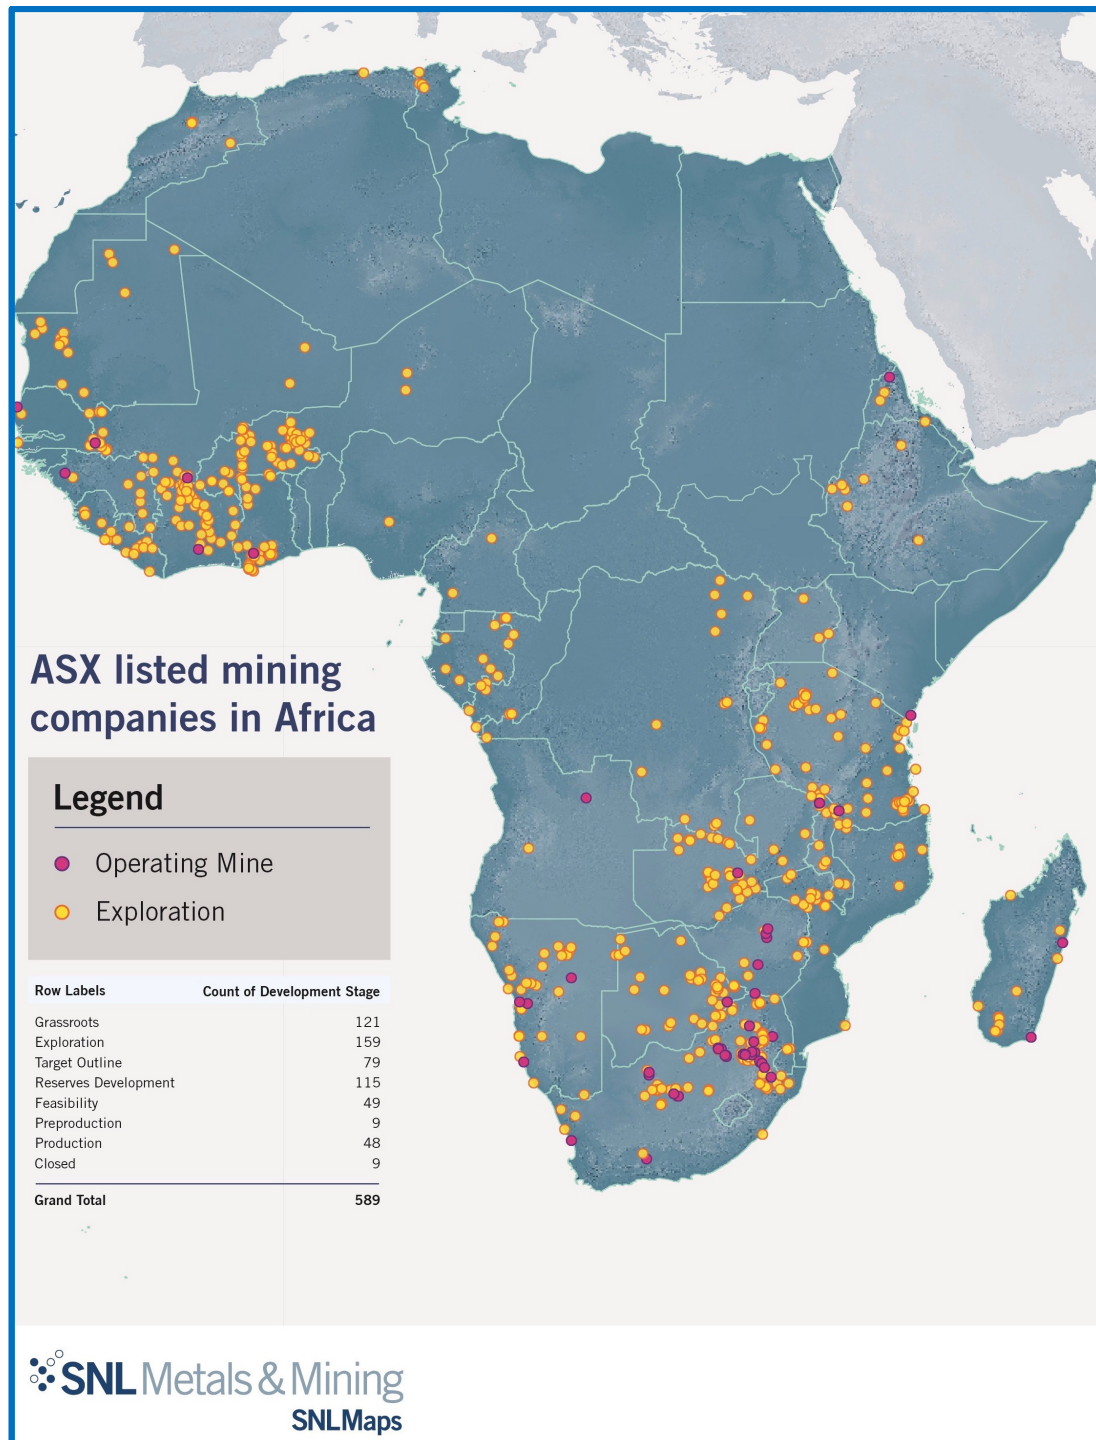 ASX listed mining
companies in Africa
Legend
Operating Mine
Exploration
Row Labels Count of Development Stage
Grassroots 121
Exploration 159
Target Outline 79
Reserves Development 115
Feasibility 49
Preproduction 9
Production 48
Closed 9
Grand Total 589
SNL Metals & Mining
SNLMaps